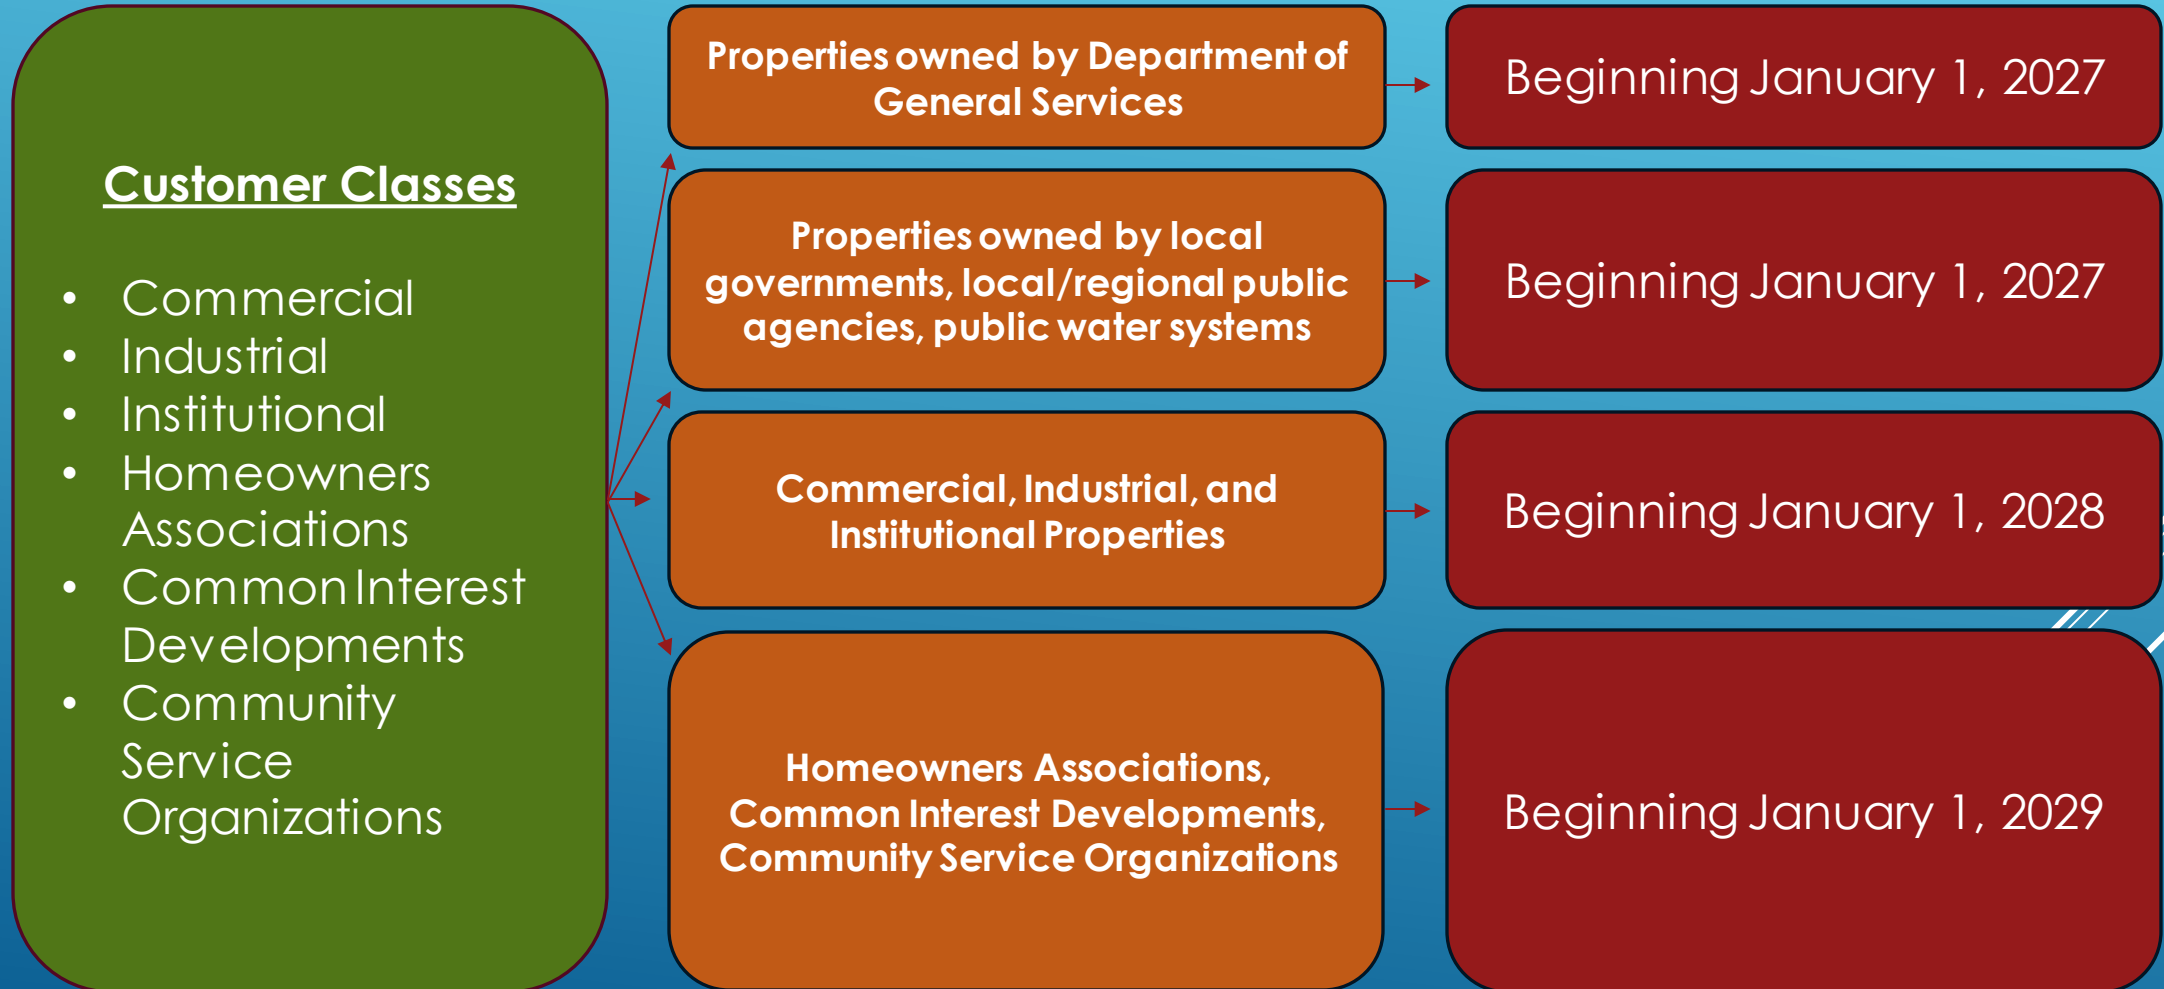 Customer Classes
• Commercial
• Industrial
• Institutional
• Homeowners
Associations
• Common Interest
Developments
• Community
Service
Organizations
Properties owned by Department of
General Services
Beginning January 1, 2027
Properties owned by local
governments, local/regional public
agencies, public water systems
Beginning January 1, 2027
Commercial, Industrial, and
Institutional Properties
Beginning January 1, 2028
Homeowners Associations,
Common Interest Developments,
Community Service Organizations
Beginning January 1, 2029